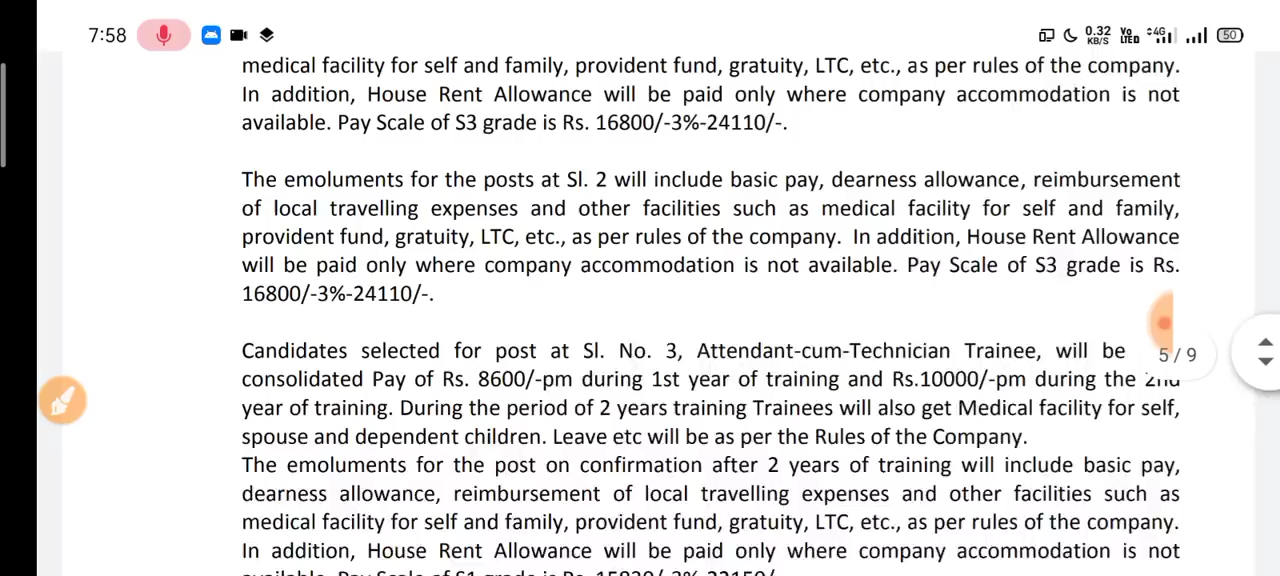 7:58
0.32 KB/S
Vo LTE D
4G
50
medical facility for self and family, provident fund, gratuity, LTC, etc., as per rules of the company.
In addition, House Rent Allowance will be paid only where company accommodation is not
available. Pay Scale of S3 grade is Rs. 16800/-3%-24110/-.
The emoluments for the posts at Sl. 2 will include basic pay, dearness allowance, reimbursement
of local travelling expenses and other facilities such as medical facility for self and family,
provident fund, gratuity, LTC, etc., as per rules of the company. In addition, House Rent Allowance
will be paid only where company accommodation is not available. Pay Scale of S3 grade is Rs.
16800/-3%-24110/-.
Candidates selected for post at Sl. No. 3, Attendant-cum-Technician Trainee, will be
5 / 9
consolidated Pay of Rs. 8600/-pm during 1st year of training and Rs.10000/-pm during the 2nd
year of training. During the period of 2 years training Trainees will also get Medical facility for self,
spouse and dependent children. Leave etc will be as per the Rules of the Company.
The emoluments for the post on confirmation after 2 years of training will include basic pay,
dearness allowance, reimbursement of local travelling expenses and other facilities such as
medical facility for self and family, provident fund, gratuity, LTC, etc., as per rules of the company.
In addition, House Rent Allowance will be paid only where company accommodation is not
available. Pay Scale of S1 grade is Rs.